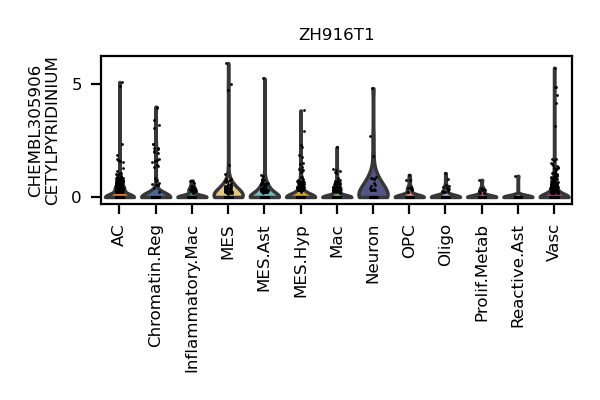 ZH916T1
CHEMBL305906
CETYLPYRIDINIUM
5
0
AC
Chromatin.Reg
Inflammatory.Mac
MES
MES.Ast
MES.Hyp
Mac
Neuron
OPC
Oligo
Prolif.Metab
Reactive.Ast
Vasc